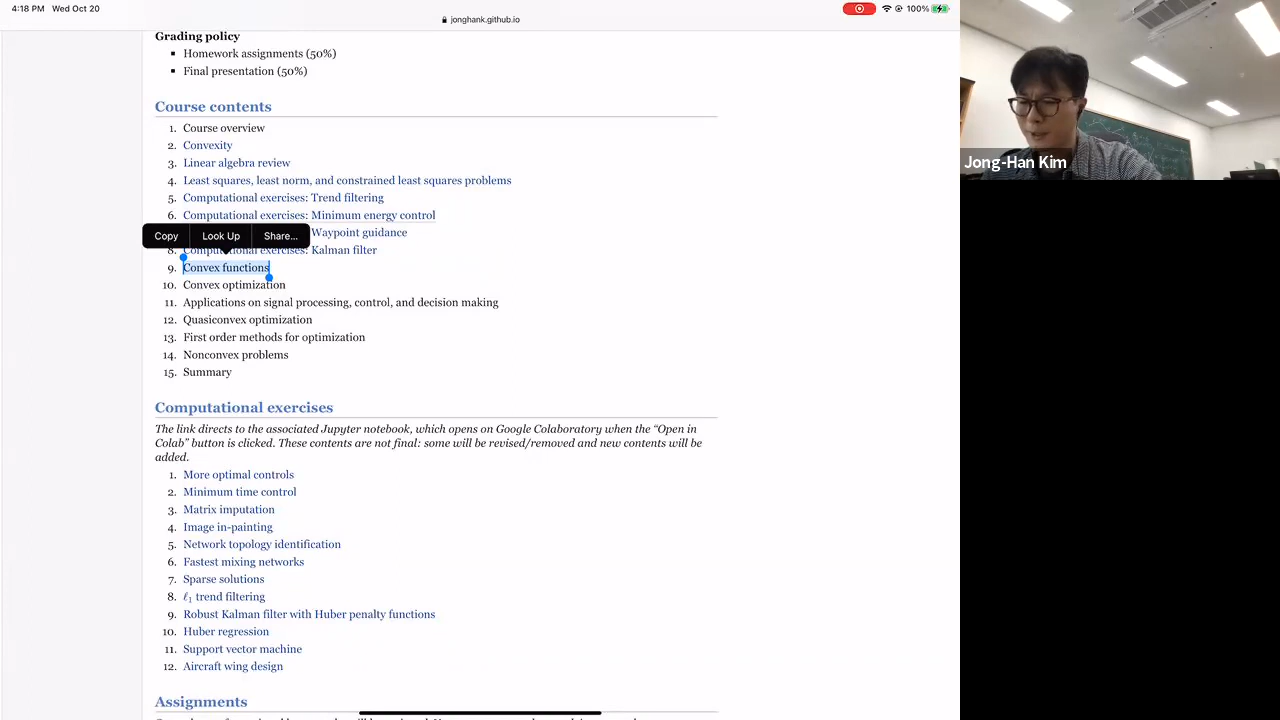 4:18 PM Wed Oct 20
jonghank.github.io
100%
Grading policy
Homework assignments (50%)
Final presentation (50%)
Course contents
1. Course overview
2. Convexity
3. Linear algebra review
4. Least squares, least norm, and constrained least squares problems
5. Computational exercises: Trend filtering
6. Computational exercises: Minimum energy control
Copy Look Up Share...
Waypoint guidance
8. Computational exercises: Kalman filter
9. Convex functions
10. Convex optimization
11. Applications on signal processing, control, and decision making
12. Quasiconvex optimization
13. First order methods for optimization
14. Nonconvex problems
15. Summary
Computational exercises
The link directs to the associated Jupyter notebook, which opens on Google Colaboratory when the “Open in
Colab” button is clicked. These contents are not final: some will be revised/removed and new contents will be
added.
1. More optimal controls
2. Minimum time control
3. Matrix imputation
4. Image in-painting
5. Network topology identification
6. Fastest mixing networks
7. Sparse solutions
8. ℓ₁ trend filtering
9. Robust Kalman filter with Huber penalty functions
10. Huber regression
11. Support vector machine
12. Aircraft wing design
Assignments
Jong-Han Kim